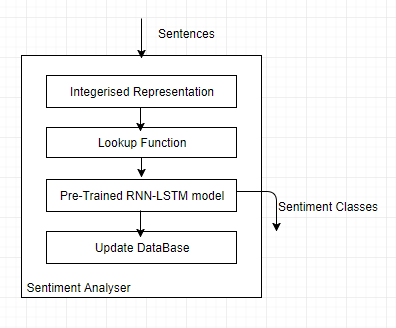 Sentences
Integerised Representation
Lookup Function
Pre-Trained RNN-LSTM model
Sentiment Classes
Update DataBase
Sentiment Analyser